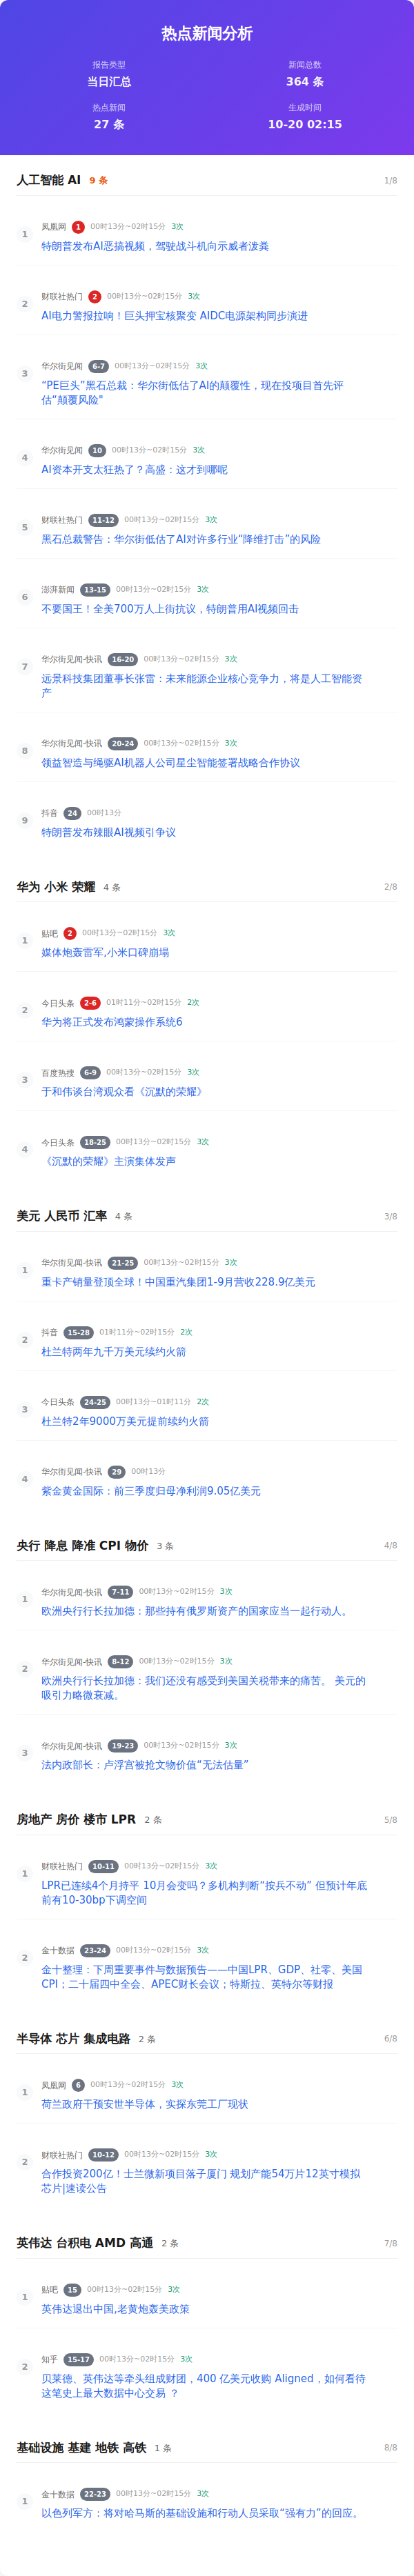 热点新闻分析
报告类型
当日汇总
新闻总数
364 条
热点新闻
27 条
生成时间
10-20 02:15
人工智能 AI 9 条 1/8
1
凤凰网 1 00时13分~02时15分 3次
特朗普发布AI恶搞视频，驾驶战斗机向示威者泼粪
2
财联社热门 2 00时13分~02时15分 3次
AI电力警报拉响！巨头押宝核聚变 AIDC电源架构同步演进
3
华尔街见闻 6-7 00时13分~02时15分 3次
“PE巨头”黑石总裁：华尔街低估了AI的颠覆性，现在投项目首先评
估“颠覆风险"
4
华尔街见闻 10 00时13分~02时15分 3次
AI资本开支太狂热了？高盛：这才到哪呢
5
财联社热门 11-12 00时13分~02时15分 3次
黑石总裁警告：华尔街低估了AI对许多行业“降维打击”的风险
6
澎湃新闻 13-15 00时13分~02时15分 3次
不要国王！全美700万人上街抗议，特朗普用AI视频回击
7
华尔街见闻-快讯 16-20 00时13分~02时15分 3次
远景科技集团董事长张雷：未来能源企业核心竞争力，将是人工智能资
产
8
华尔街见闻-快讯 20-24 00时13分~02时15分 3次
领益智造与绳驱AI机器人公司星尘智能签署战略合作协议
9
抖音 24 00时13分
特朗普发布辣眼AI视频引争议
华为 小米 荣耀 4 条 2/8
1
贴吧 2 00时13分~02时15分 3次
媒体炮轰雷军,小米口碑崩塌
2
今日头条 2-6 01时11分~02时15分 2次
华为将正式发布鸿蒙操作系统6
3
百度热搜 6-9 00时13分~02时15分 3次
于和伟谈台湾观众看《沉默的荣耀》
4
今日头条 18-25 00时13分~02时15分 3次
《沉默的荣耀》主演集体发声
美元 人民币 汇率 4 条 3/8
1
华尔街见闻-快讯 21-25 00时13分~02时15分 3次
重卡产销量登顶全球！中国重汽集团1-9月营收228.9亿美元
2
抖音 15-28 01时11分~02时15分 2次
杜兰特两年九千万美元续约火箭
3
今日头条 24-25 00时13分~01时11分 2次
杜兰特2年9000万美元提前续约火箭
4
华尔街见闻-快讯 29 00时13分
紫金黄金国际：前三季度归母净利润9.05亿美元
央行 降息 降准 CPI 物价 3 条 4/8
1
华尔街见闻-快讯 7-11 00时13分~02时15分 3次
欧洲央行行长拉加德：那些持有俄罗斯资产的国家应当一起行动人。
2
华尔街见闻-快讯 8-12 00时13分~02时15分 3次
欧洲央行行长拉加德：我们还没有感受到美国关税带来的痛苦。 美元的
吸引力略微衰减。
3
华尔街见闻-快讯 19-23 00时13分~02时15分 3次
法内政部长：卢浮宫被抢文物价值“无法估量”
房地产 房价 楼市 LPR 2 条 5/8
1
财联社热门 10-11 00时13分~02时15分 3次
LPR已连续4个月持平 10月会变吗？多机构判断“按兵不动” 但预计年底
前有10-30bp下调空间
2
金十数据 23-24 00时13分~02时15分 3次
金十整理：下周重要事件与数据预告——中国LPR、GDP、社零、美国
CPI；二十届四中全会、APEC财长会议；特斯拉、英特尔等财报
半导体 芯片 集成电路 2 条 6/8
1
凤凰网 6 00时13分~02时15分 3次
荷兰政府干预安世半导体，实探东莞工厂现状
2
财联社热门 10-12 00时13分~02时15分 3次
合作投资200亿！士兰微新项目落子厦门 规划产能54万片12英寸模拟
芯片|速读公告
英伟达 台积电 AMD 高通 2 条 7/8
1
贴吧 15 00时13分~02时15分 3次
英伟达退出中国,老黄炮轰美政策
2
知乎 15-17 00时13分~02时15分 3次
贝莱德、英伟达等牵头组成财团，400 亿美元收购 Aligned，如何看待
这笔史上最大数据中心交易 ？
基础设施 基建 地铁 高铁 1 条 8/8
1
金十数据 22-23 00时13分~02时15分 3次
以色列军方：将对哈马斯的基础设施和行动人员采取“强有力”的回应。